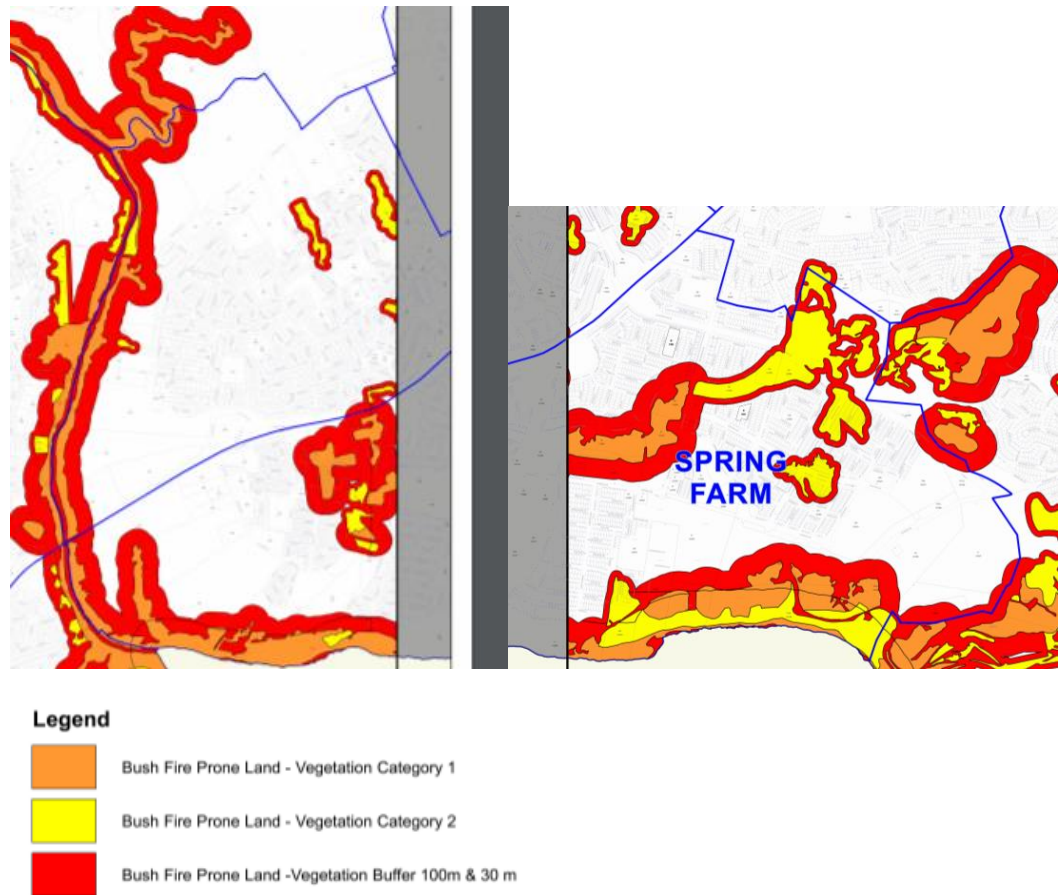 SPRING
FARM
Legend
Bush Fire Prone Land - Vegetation Category 1
Bush Fire Prone Land - Vegetation Category 2
Bush Fire Prone Land -Vegetation Buffer 100m & 30 m